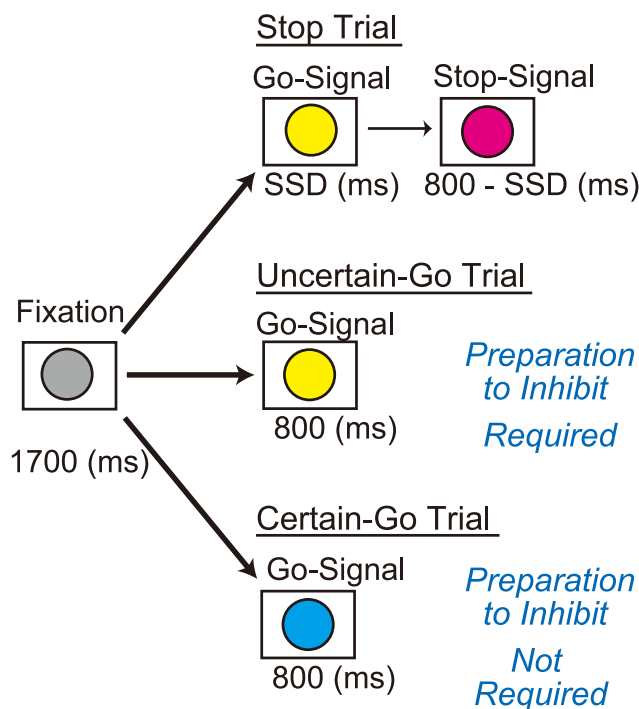 Stop Trial
Go-Signal
Stop-Signal
SSD (ms)
800 - SSD (ms)
Uncertain-Go Trial
Fixation
Go-Signal
Preparation
to Inhibit
Required
800 (ms)
1700 (ms)
Certain-Go Trial
Go-Signal
Preparation
to Inhibit
Not
Required
800 (ms)